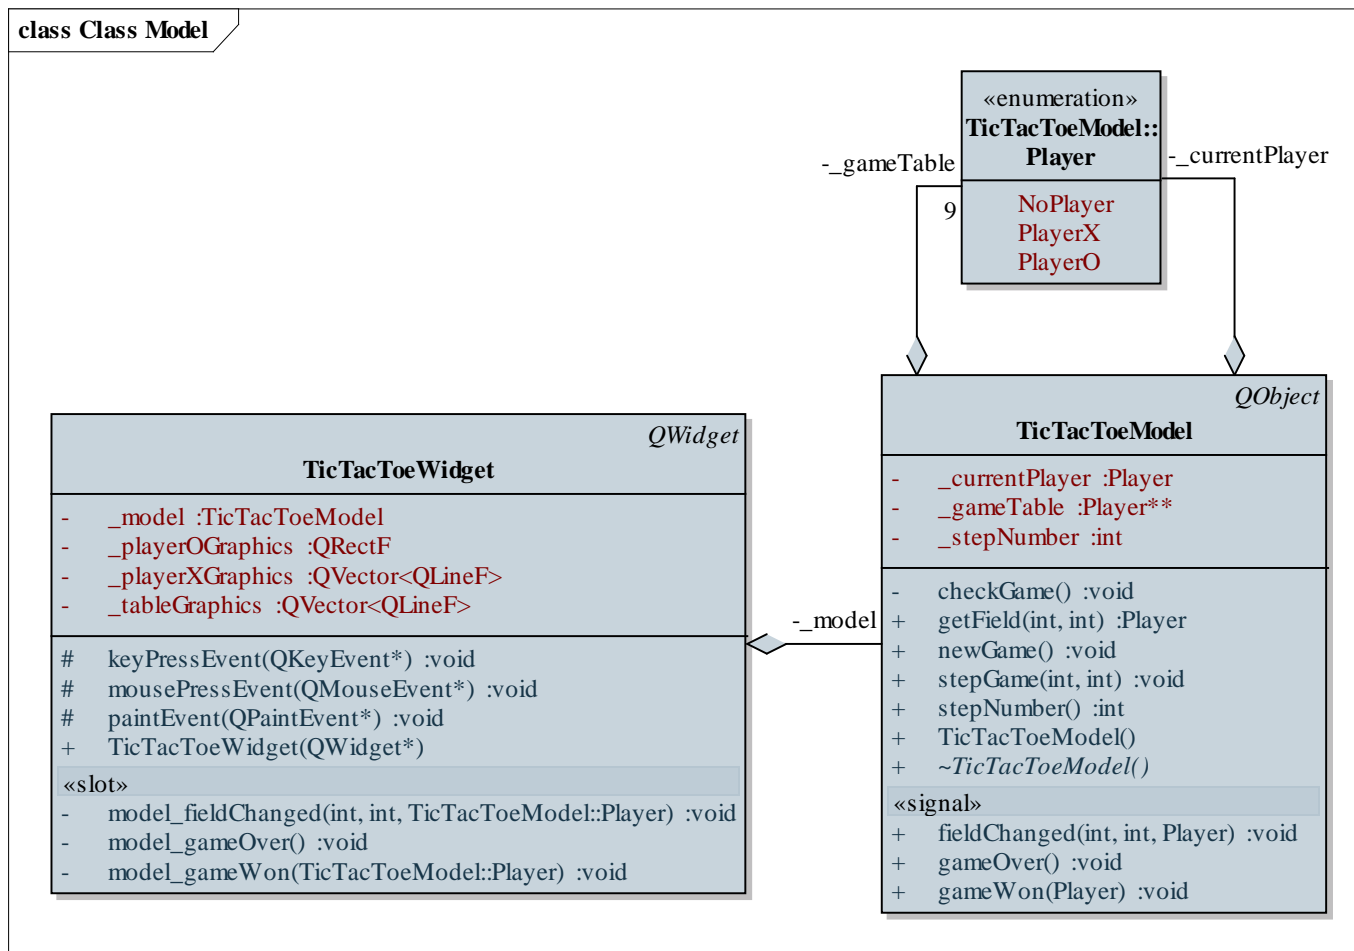 class Class Model
«enumeration»
TicTacToeModel::
Player
NoPlayer
PlayerX
PlayerO
-_gameTable
9
-_currentPlayer
QWidget
TicTacToeWidget
- _model :TicTacToeModel
- _playerOGraphics :QRectF
- _playerXGraphics :QVector<QLineF>
- _tableGraphics :QVector<QLineF>
# keyPressEvent(QKeyEvent*) :void
# mousePressEvent(QMouseEvent*) :void
# paintEvent(QPaintEvent*) :void
+ TicTacToeWidget(QWidget*)
«slot»
- model_fieldChanged(int, int, TicTacToeModel::Player) :void
- model_gameOver() :void
- model_gameWon(TicTacToeModel::Player) :void
-_model
QObject
TicTacToeModel
- _currentPlayer :Player
- _gameTable :Player**
- _stepNumber :int
- checkGame() :void
+ getField(int, int) :Player
+ newGame() :void
+ stepGame(int, int) :void
+ stepNumber() :int
+ TicTacToeModel()
+ ~TicTacToeModel()
«signal»
+ fieldChanged(int, int, Player) :void
+ gameOver() :void
+ gameWon(Player) :void